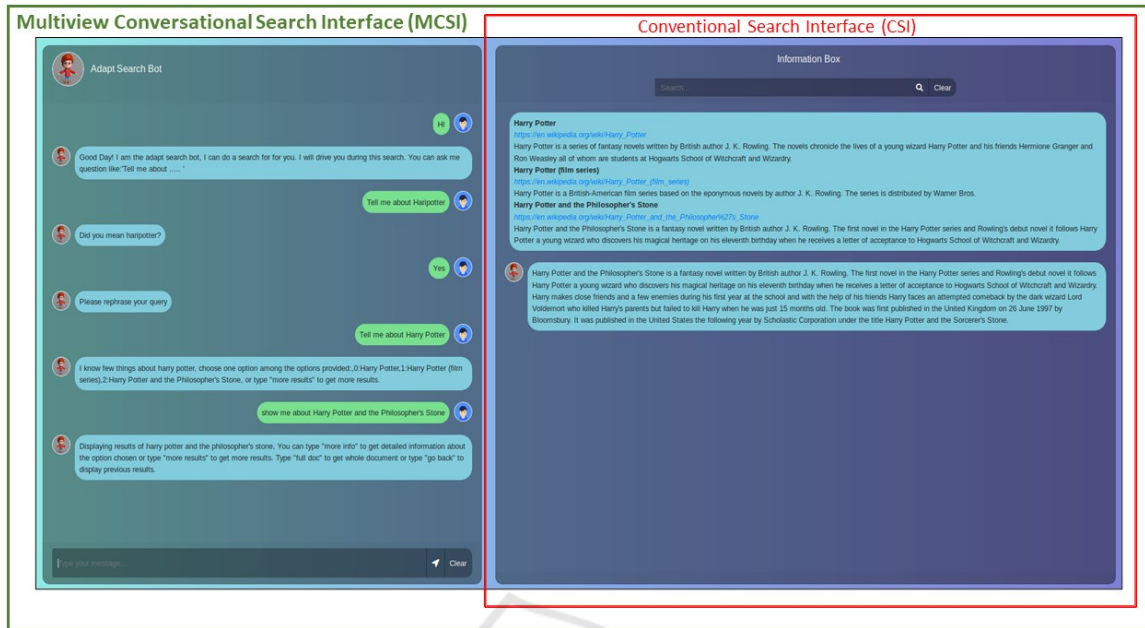 Multiview Conversational Search Interface (MCSI)
Conventional Search Interface (CSI)
Adapt Search Bot
HI
Good Day! I am the adapt search bot, I can do a search for for you. I will drive you during this search. You can ask me
question like:'Tell me about ...... '
Tell me about Haripotter
Did you mean haripotter?
Yes
Please rephrase your query
Tell me about Harry Potter
I know few things about harry potter, choose one option among the options provided:,0:Harry Potter,1:Harry Potter (film
series),2:Harry Potter and the Philosopher's Stone, or type "more results" to get more results.
show me about Harry Potter and the Philosopher's Stone
Displaying results of harry potter and the philosopher's stone, You can type "more info" to get detailed information about
the option chosen or type "more results" to get more results. Type "full doc" to get whole document or type "go back" to
display previous results.
Type your message...
Clear
Information Box
Search...
Clear
Harry Potter
https://en.wikipedia.org/wiki/Harry_Potter
Harry Potter is a series of fantasy novels written by British author J. K. Rowling. The novels chronicle the lives of a young wizard Harry Potter and his friends Hermione Granger and
Ron Weasley all of whom are students at Hogwarts School of Witchcraft and Wizardry.
Harry Potter (film series)
https://en.wikipedia.org/wiki/Harry_Potter_(film_series)
Harry Potter is a British-American film series based on the eponymous novels by author J. K. Rowling. The series is distributed by Warner Bros.
Harry Potter and the Philosopher's Stone
https://en.wikipedia.org/wiki/Harry_Potter_and_the_Philosopher%27s_Stone
Harry Potter and the Philosopher's Stone is a fantasy novel written by British author J. K. Rowling. The first novel in the Harry Potter series and Rowling's debut novel it follows Harry
Potter a young wizard who discovers his magical heritage on his eleventh birthday when he receives a letter of acceptance to Hogwarts School of Witchcraft and Wizardry.
Harry Potter and the Philosopher's Stone is a fantasy novel written by British author J. K. Rowling. The first novel in the Harry Potter series and Rowling's debut novel it follows
Harry Potter a young wizard who discovers his magical heritage on his eleventh birthday when he receives a letter of acceptance to Hogwarts School of Witchcraft and Wizardry.
Harry makes close friends and a few enemies during his first year at the school and with the help of his friends Harry faces an attempted comeback by the dark wizard Lord
Voldemort who killed Harry's parents but failed to kill Harry when he was just 15 months old. The book was first published in the United Kingdom on 26 June 1997 by
Bloomsbury. It was published in the United States the following year by Scholastic Corporation under the title Harry Potter and the Sorcerer's Stone.